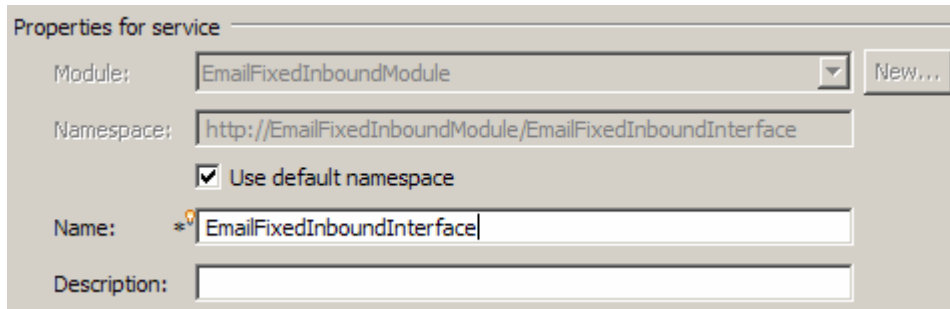 Properties for service
Module: EmailFixedInboundModule New...
Namespace: http://EmailFixedInboundModule/EmailFixedInboundInterface
Use default namespace
Name: * EmailFixedInboundInterface
Description: